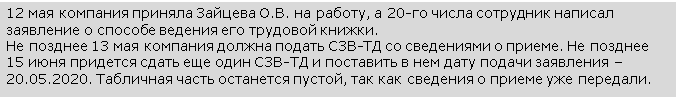 12 мая компания приняла Зайцева О.В. на работу, а 20-го числа сотрудник написал
заявление о способе ведения его трудовой книжки.
Не позднее 13 мая компания должна подать СЗВ-ТД со сведениями о приеме. Не позднее
15 июня придется сдать еще один СЗВ-ТД и поставить в нем дату подачи заявления –
20.05.2020. Табличная часть останется пустой, так как сведения о приеме уже передали.